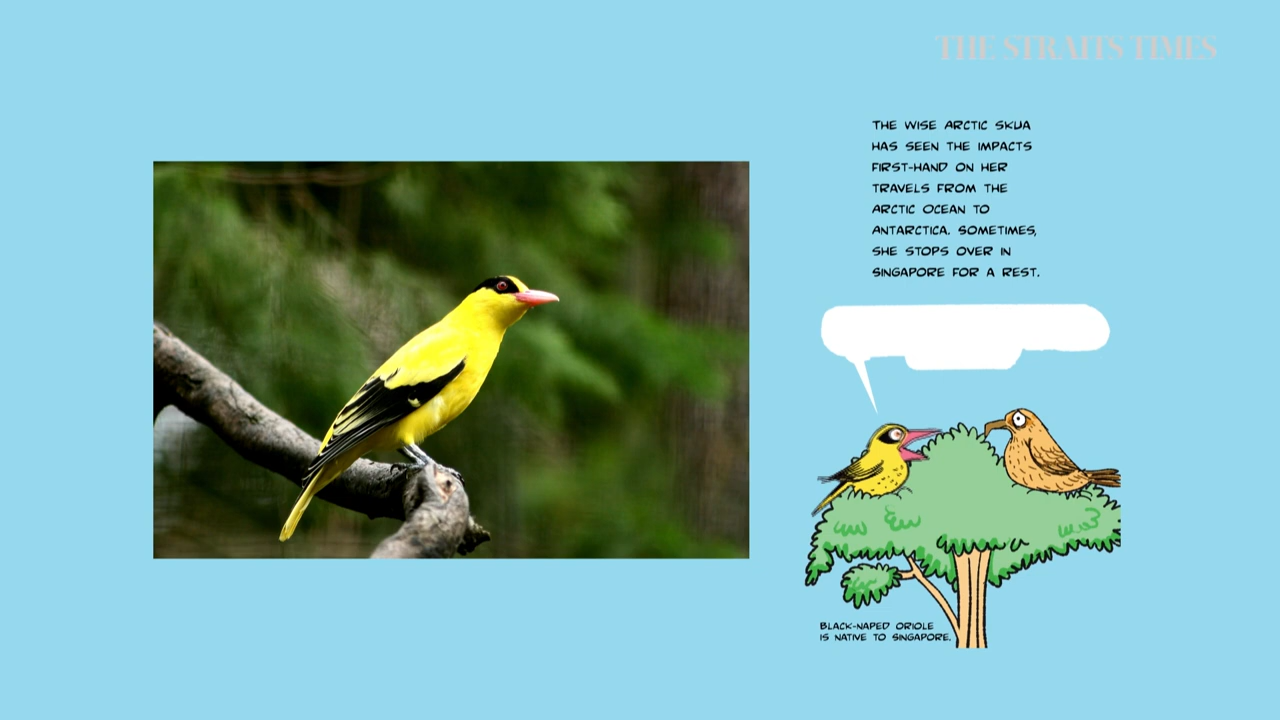 THE STRAITS TIMES
THE WISE ARCTIC SKUA
HAS SEEN THE IMPACTS
FIRST-HAND ON HER
TRAVELS FROM THE
ARCTIC OCEAN TO
ANTARCTICA. SOMETIMES,
SHE STOPS OVER IN
SINGAPORE FOR A REST.
BLACK-NAPED ORIOLE
IS NATIVE TO SINGAPORE.